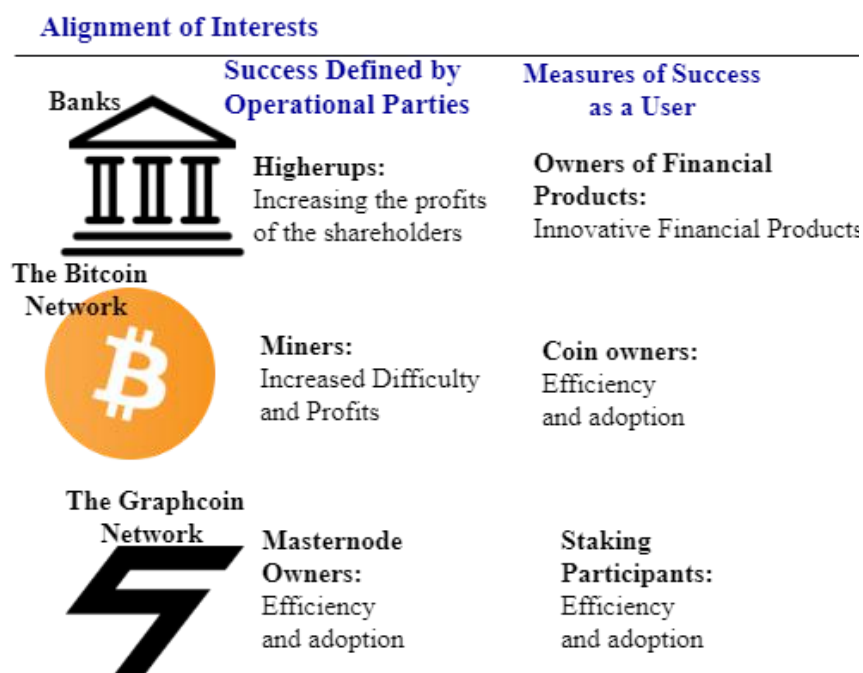 Alignment of Interests
Success Defined by
Operational Parties
Measures of Success
as a User
Banks
Higherups:
Increasing the profits
of the shareholders
Owners of Financial
Products:
Innovative Financial Products
The Bitcoin
Network
Miners:
Increased Difficulty
and Profits
Coin owners:
Efficiency
and adoption
The Graphcoin
Network
Masternode
Owners:
Efficiency
and adoption
Staking
Participants:
Efficiency
and adoption